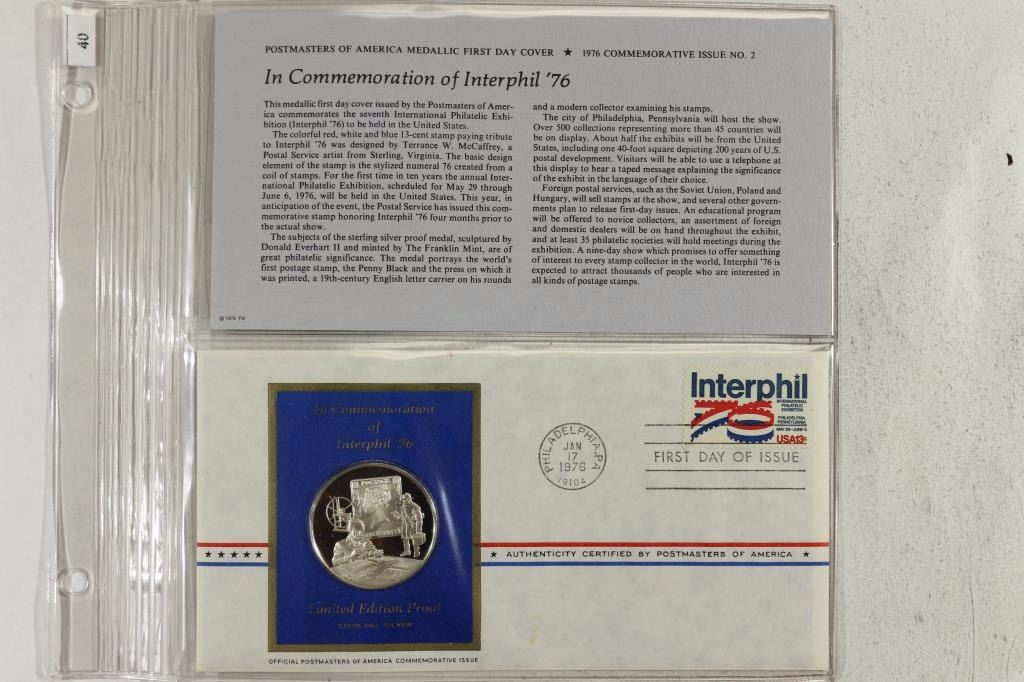 40
POSTMASTERS OF AMERICA MEDALLIC FIRST DAY COVER ★ 1976 COMMEMORATIVE ISSUE NO. 2
In Commemoration of Interphil '76
This medallic first day cover issued by the Postmasters of Amer-
ica commemorates the seventh International Philatelic Exhi-
bition (Interphil '76) to be held in the United States.
The colorful red, white and blue 13-cent stamp paying tribute
to Interphil '76 was designed by Terrance W. McCaffrey, a
Postal Service artist from Sterling, Virginia. The basic design
element of the stamp is the stylized numeral 76 created from a
coil of stamps. For the first time in ten years the annual Inter-
national Philatelic Exhibition, scheduled for May 29 through
June 6, 1976, will be held in the United States. This year, in
anticipation of the event, the Postal Service has issued this com-
memorative stamp honoring Interphil '76 four months prior to
the actual show.
The subjects of the sterling silver proof medal, sculptured by
Donald Everhart II and minted by The Franklin Mint, are of
great philatelic significance. The medal portrays the world's
first postage stamp, the Penny Black and the press on which it
was printed, a 19th-century English letter carrier on his rounds
and a modern collector examining his stamps.
The city of Philadelphia, Pennsylvania will host the show.
Over 500 collections representing more than 45 countries will
be on display. About half the exhibits will be from the United
States, including one 40-foot square depicting 200 years of U.S.
postal development. Visitors will be able to use a telephone at
this display to hear a taped message explaining the significance
of the exhibit in the language of their choice.
Foreign postal services, such as the Soviet Union, Poland and
Hungary, will sell stamps at the show, and several other govern-
ments plan to release first-day issues. An educational program
will be offered to novice collectors, an assortment of foreign
and domestic dealers will be on hand throughout the exhibit,
and at least 35 philatelic societies will hold meetings during the
exhibition. A nine-day show which promises to offer something
of interest to every stamp collector in the world, Interphil '76 is
expected to attract thousands of people who are interested in
all kinds of postage stamps.
© 1976 FM
In Commemoration
of
Interphil '76
Limited Edition Proof
STERLING SILVER
OFFICIAL POSTMASTERS OF AMERICA COMMEMORATIVE ISSUE
PHILADELPHIA, PA
JAN
17
1976
19104
Interphil
76
INTERNATIONAL
PHILATELIC
EXHIBITION
PHILADELPHIA,
PENNSYLVANIA
MAY 29-JUNE 6
USA 13c
FIRST DAY OF ISSUE
★ ★ ★ ★ ★
★ AUTHENTICITY CERTIFIED BY POSTMASTERS OF AMERICA ★